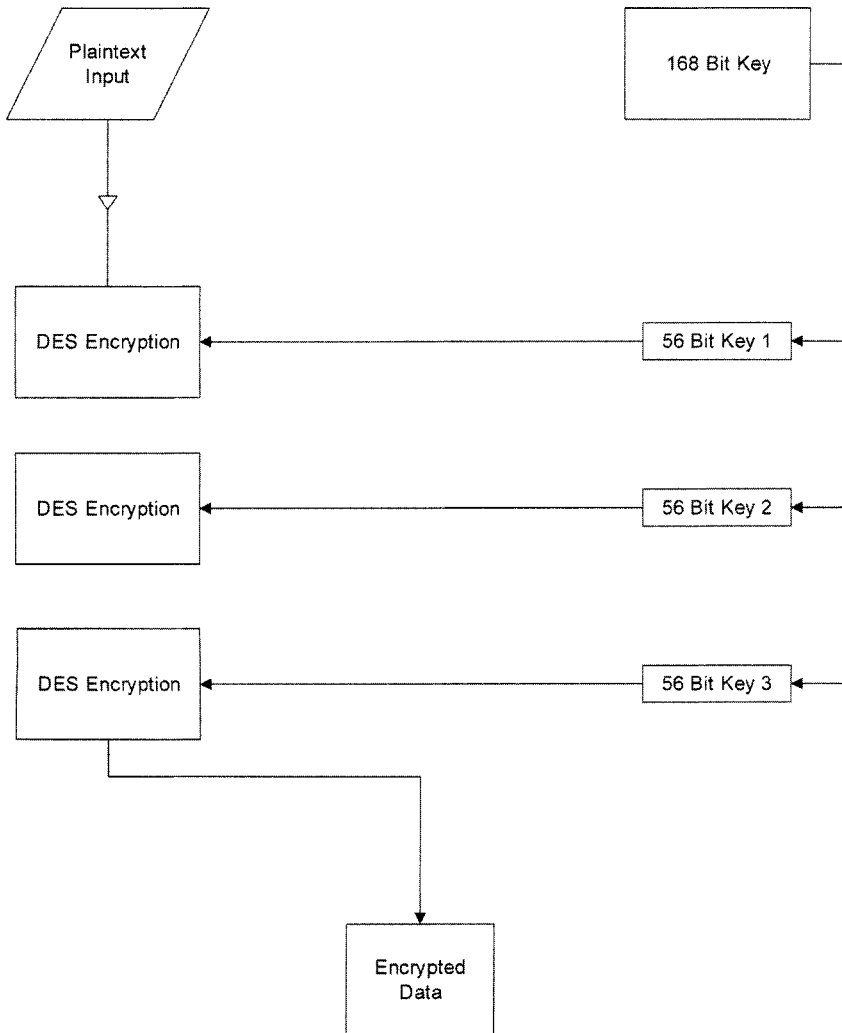 Plaintext
Input
168 Bit Key
DES Encryption
56 Bit Key 1
DES Encryption
56 Bit Key 2
DES Encryption
56 Bit Key 3
Encrypted
Data